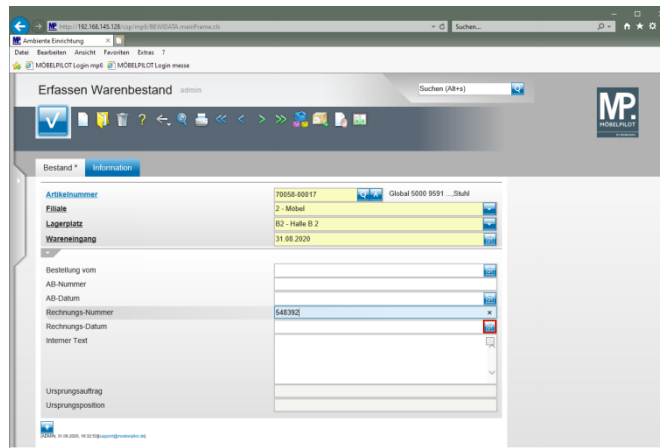 http://192.168.145.128/csp/mp6/BEWIDATA.mainFrame.cls
Suchen...
Ambiente Einrichtung
Datei Bearbeiten Ansicht Favoriten Extras ?
MÖBELPILOT Login mp6 MÖBELPILOT Login messe
Erfassen Warenbestand admin
Suchen (Alt+s)
MP.
MÖBELPILOT
Bestand * Information
Artikelnummer 70058-00017 Global 5000 9591 ...,Stuhl
Filiale 2 - Möbel
Lagerplatz B2 - Halle B 2
Wareneingang 31.08.2020
Bestellung vom
AB-Nummer
AB-Datum
Rechnungs-Nummer 548392
Rechnungs-Datum
Interner Text
Ursprungsauftrag
Ursprungsposition